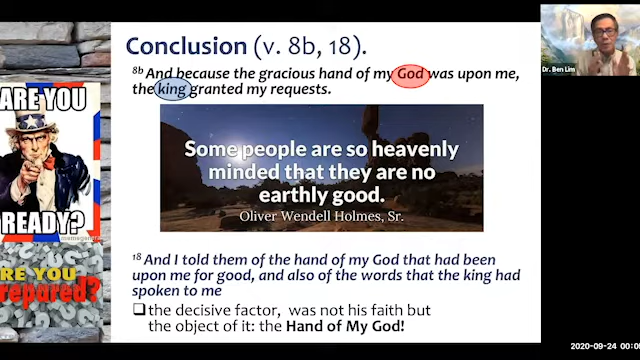 Conclusion (v. 8b, 18).
8b And because the gracious hand of my God was upon me,
the king granted my requests.
Some people are so heavenly
minded that they are no
earthly good.
Oliver Wendell Holmes, Sr.
18 And I told them of the hand of my God that had been
upon me for good, and also of the words that the king had
spoken to me
❑ the decisive factor, was not his faith but
the object of it: the Hand of My God!
ARE YOU
READY?
RE YOU
repared?
Dr. Ben Lim
2020-09-24 00:0